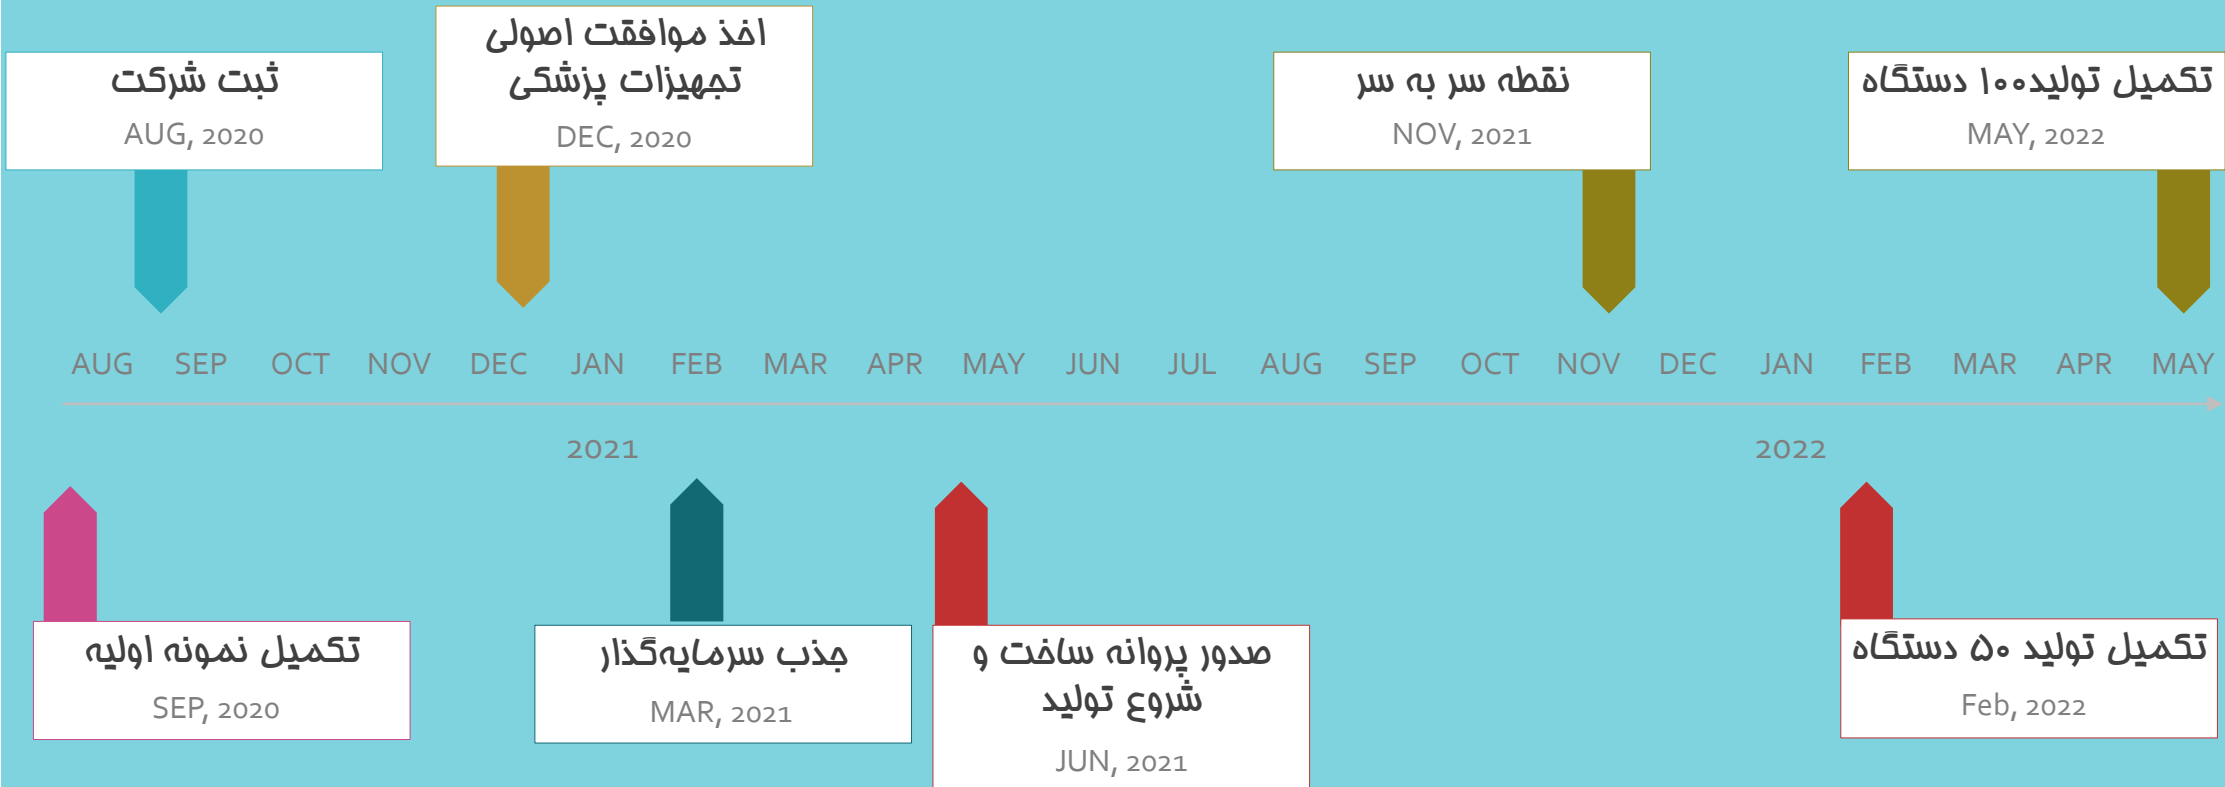 ثبت شرکت
AUG, 2020
اخذ موافقت اصولی
تجهیزات پزشکی
DEC, 2020
نقطه سر به سر
NOV, 2021
تکمیل تولید۱۰۰ دستگاه
MAY, 2022
AUG SEP OCT NOV DEC JAN FEB MAR APR MAY JUN JUL AUG SEP OCT NOV DEC JAN FEB MAR APR MAY
2021 2022
تکمیل نمونه اولیه
SEP, 2020
جذب سرمایه‌گذار
MAR, 2021
صدور پروانه ساخت و
شروع تولید
JUN, 2021
تکمیل تولید ۵۰ دستگاه
Feb, 2022